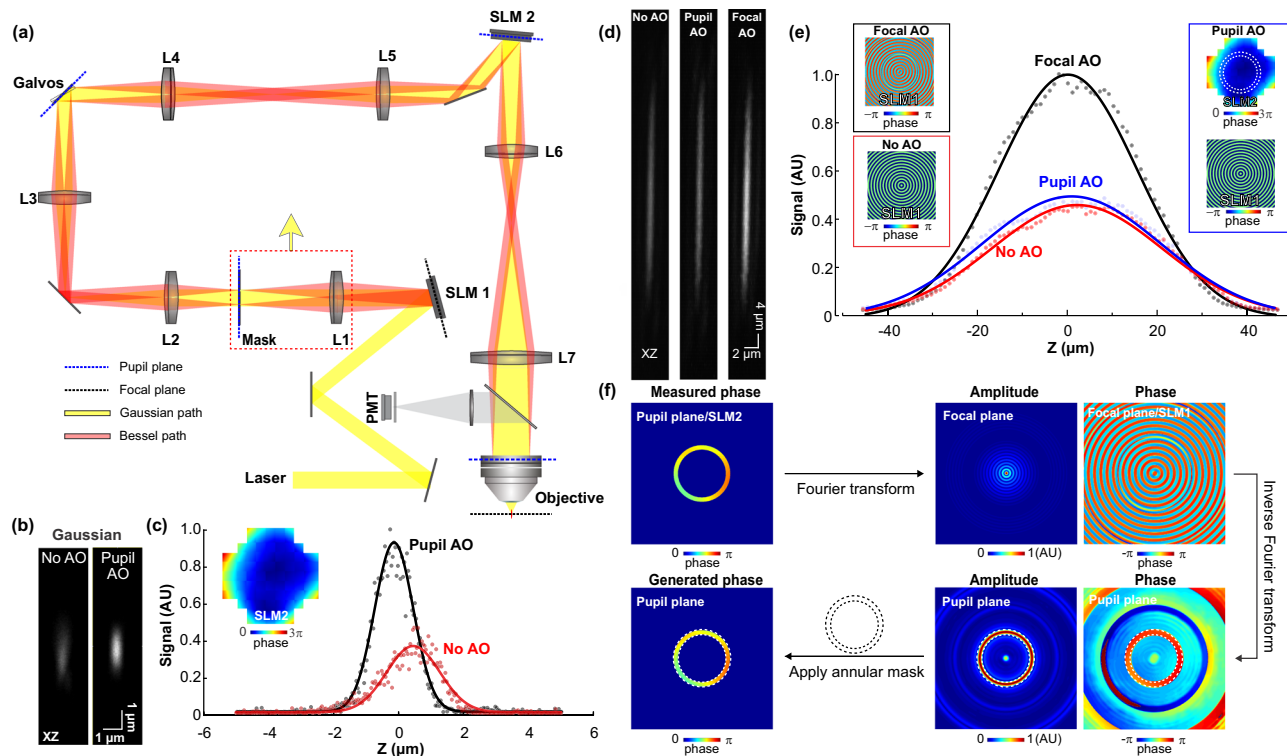 (a)
SLM 2
Galvos
L4
L5
L3
L6
L2
Mask
L1
SLM 1
L7
Pupil plane
Focal plane
Gaussian path
Bessel path
PMT
Laser
Objective
(b)
Gaussian
No AO
Pupil
AO
XZ
1 µm
1 µm
(c)
Signal (AU)
1.0
0.8
0.6
0.4
0.2
0
-6
-4
-2
0
2
4
6
Z (µm)
SLM2
0
3π
phase
Pupil AO
No AO
(d)
No AO
Pupil
AO
Focal
AO
XZ
4 µm
2 µm
(e)
Signal (AU)
1.0
0.8
0.6
0.4
0.2
0
-40
-20
0
20
40
Z (µm)
Focal AO
SLM1
−π
π
phase
No AO
SLM1
−π
π
phase
Focal AO
Pupil AO
No AO
Pupil AO
SLM2
0
3π
phase
SLM1
−π
π
phase
(f)
Measured phase
Pupil plane/SLM2
0
π
phase
Fourier transform
Amplitude
Focal plane
0
1(AU)
Phase
Focal plane/SLM1
-π
π
phase
Inverse Fourier
transform
Generated phase
Pupil plane
0
π
phase
Apply annular mask
Amplitude
Pupil plane
0
1(AU)
Phase
Pupil plane
-π
π
phase